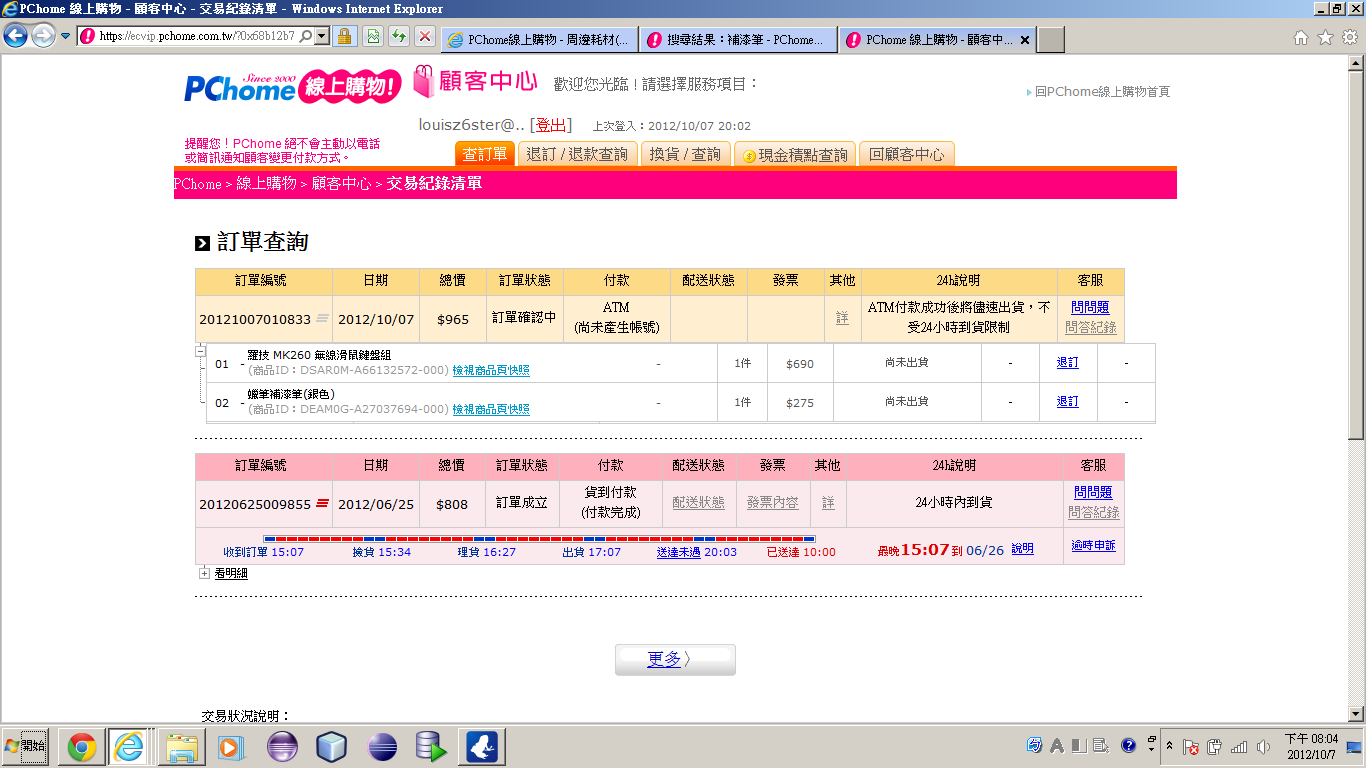 PChome 線上購物 - 顧客中心 - 交易紀錄清單 - Windows Internet Explorer
https://ecvip.pchome.com.tw/?0x68b12b7
PChome線上購物 - 周邊耗材(...
搜尋結果：補漆筆 - PChome...
PChome 線上購物 - 顧客中...
Since 2000
PChome 線上購物!
顧客中心
歡迎您光臨！請選擇服務項目：
回PChome線上購物首頁
louisz6ster@.. [登出] 上次登入：2012/10/07 20:02
提醒您！PChome 絕不會主動以電話
或簡訊通知顧客變更付款方式。
查訂單 退訂 / 退款查詢 換貨 / 查詢 現金積點查詢 回顧客中心
PChome > 線上購物 > 顧客中心 > 交易紀錄清單
訂單查詢
訂單編號 日期 總價 訂單狀態 付款 配送狀態 發票 其他 24h說明 客服
20121007010833 2012/10/07 $965 訂單確認中 ATM
(尚未產生帳號) 詳 ATM付款成功後將儘速出貨，不
受24小時到貨限制 問問題
問答紀錄
01 - 羅技 MK260 無線滑鼠鍵盤組
(商品ID：DSAR0M-A66132572-000) 檢視商品頁快照 - 1件 $690 尚未出貨 - 退訂 -
02 - 蠟筆補漆筆(銀色)
(商品ID：DEAM0G-A27037694-000) 檢視商品頁快照 - 1件 $275 尚未出貨 - 退訂 -
訂單編號 日期 總價 訂單狀態 付款 配送狀態 發票 其他 24h說明 客服
20120625009855 2012/06/25 $808 訂單成立 貨到付款
(付款完成) 配送狀態 發票內容 詳 24小時內到貨 問問題
問答紀錄
收到訂單 15:07 撿貨 15:34 理貨 16:27 出貨 17:07 送達未遇 20:03 已送達 10:00 最晚15:07到 06/26 說明 逾時申訴
看明細
更多〉
交易狀況說明：
開始
下午 08:04
2012/10/7